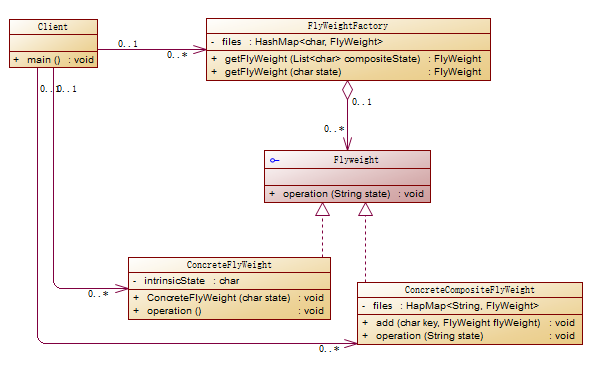 Client
+ main () : void
FlyWeightFactory
- files : HashMap<char, FlyWeight>
+ getFlyWeight (List<char> compositeState) : FlyWeight
+ getFlyWeight (char state) : FlyWeight
0..1
0..*
0..1
0..1
0..1
0..*
Flyweight
+ operation (String state) : void
ConcreteFlyWeight
- intrinsicState : char
+ ConcreteFlyWeight (char state) : void
+ operation () : void
0..*
ConcreteCompositeFlyWeight
- files : HapMap<String, FlyWeight>
+ add (char key, FlyWeight flyWeight) : void
+ operation (String state) : void
0..*